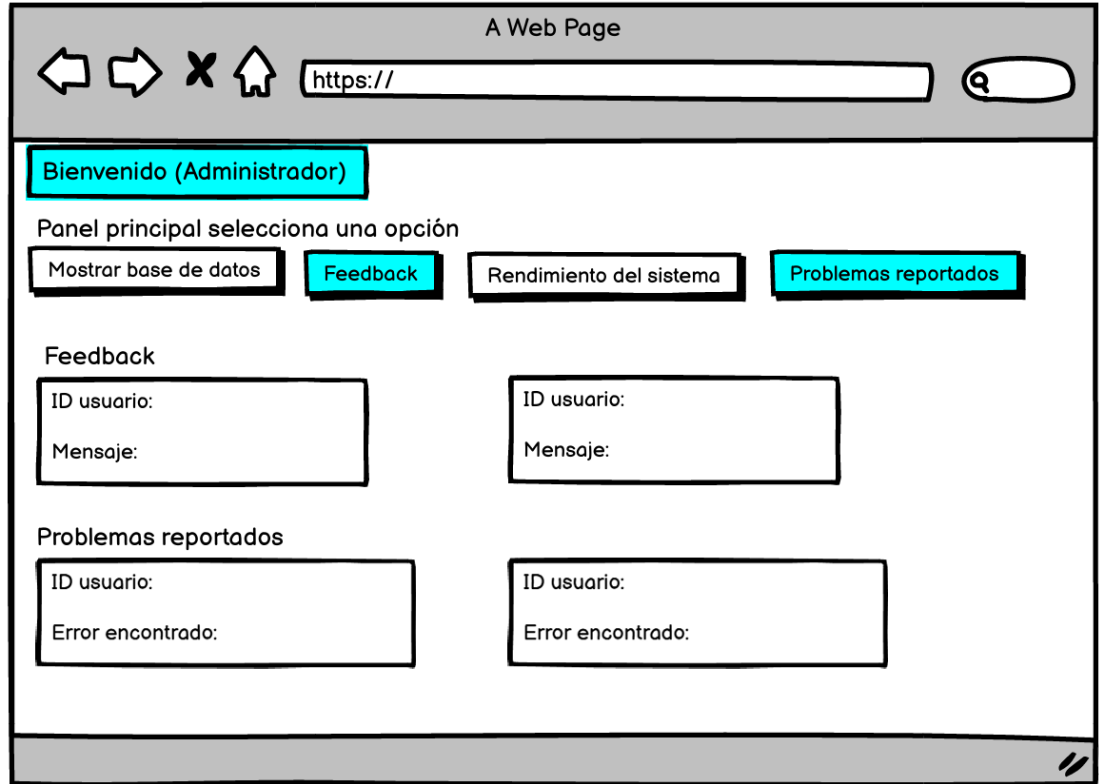 A Web Page
https://
Bienvenido (Administrador)
Panel principal selecciona una opción
Mostrar base de datos
Feedback
Rendimiento del sistema
Problemas reportados
Feedback
ID usuario:
Mensaje:
ID usuario:
Mensaje:
Problemas reportados
ID usuario:
Error encontrado:
ID usuario:
Error encontrado: